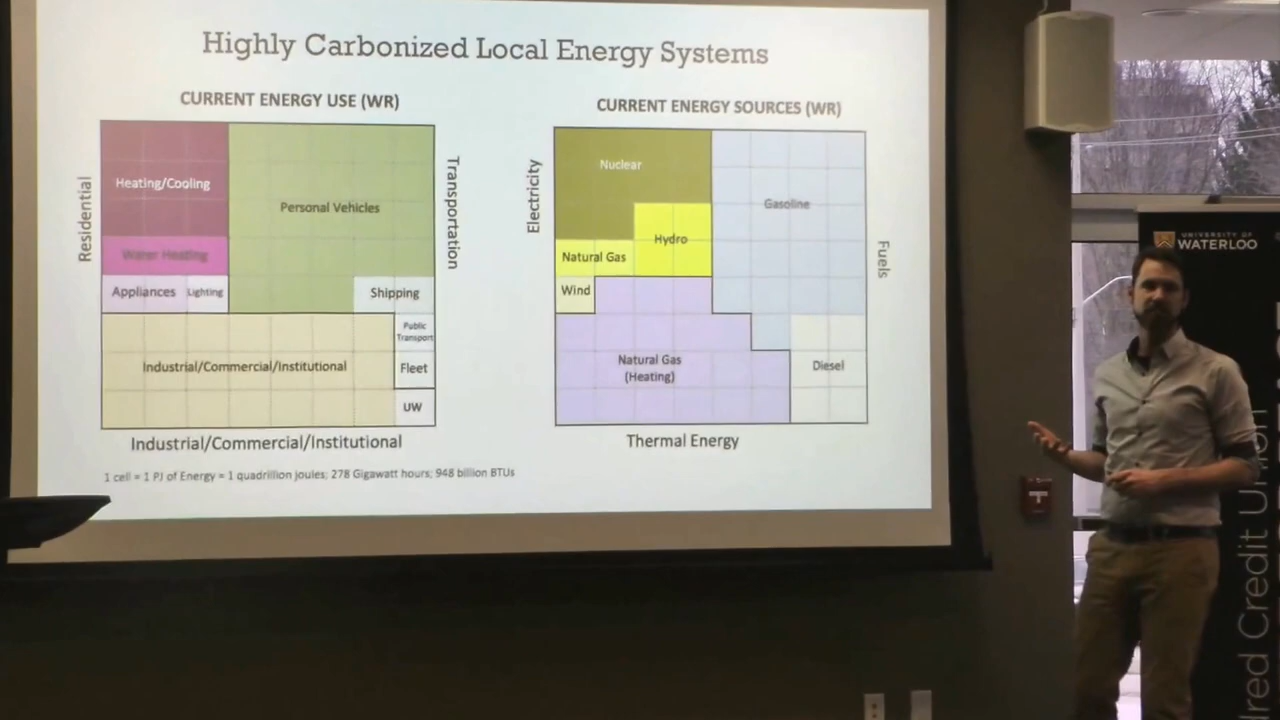 Highly Carbonized Local Energy Systems
CURRENT ENERGY USE (WR)
Residential
Heating/Cooling
Water Heating
Appliances
Lighting
Personal Vehicles
Transportation
Shipping
Public
Transport
Fleet
UW
Industrial/Commercial/Institutional
Industrial/Commercial/Institutional
1 cell = 1 PJ of Energy = 1 quadrillion joules; 278 Gigawatt hours; 948 billion BTUs
CURRENT ENERGY SOURCES (WR)
Electricity
Nuclear
Hydro
Natural Gas
Wind
Gasoline
Fuels
Natural Gas
(Heating)
Diesel
Thermal Energy
UNIVERSITY OF
WATERLOO
dred Credit Union